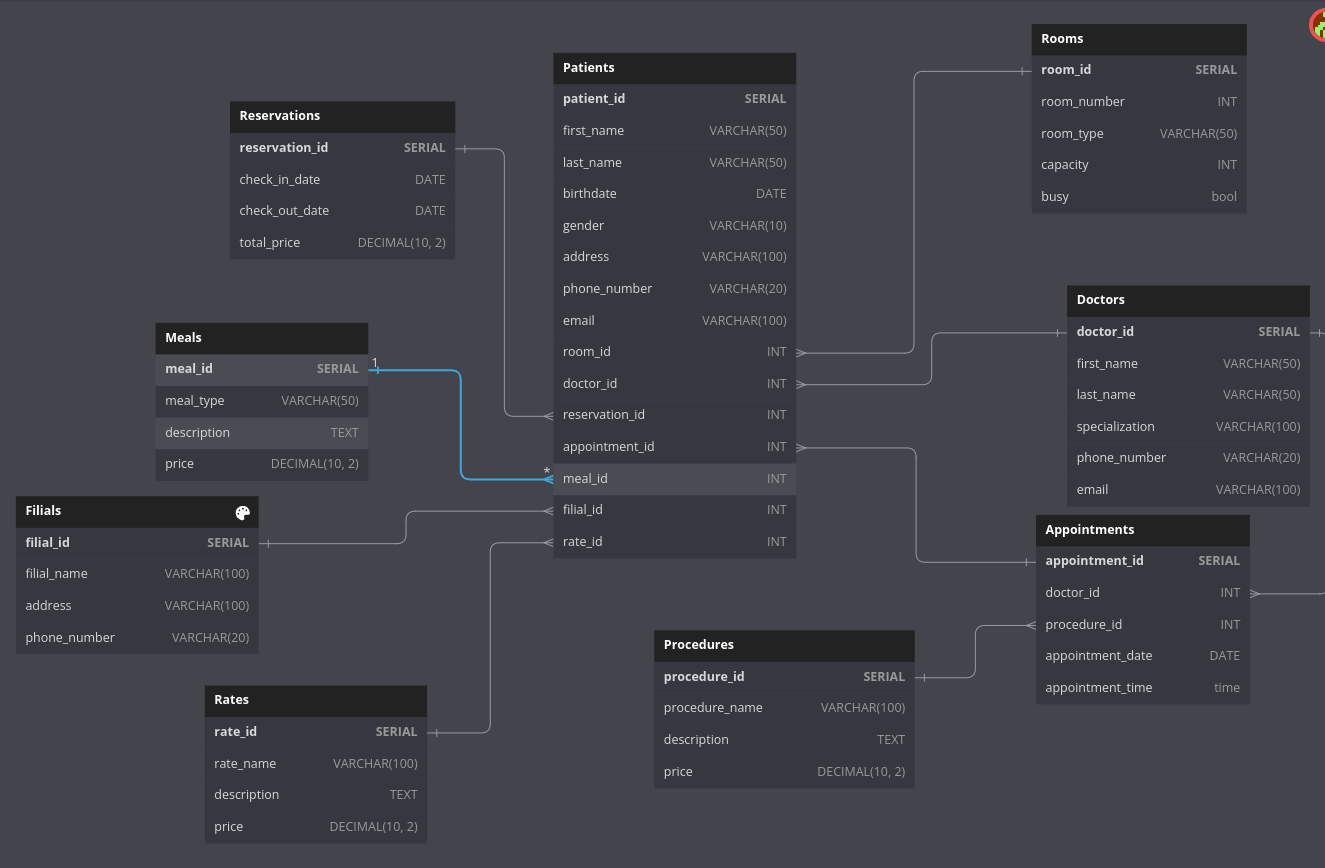 Rooms
room_id SERIAL
room_number INT
room_type VARCHAR(50)
capacity INT
busy bool
Patients
patient_id SERIAL
first_name VARCHAR(50)
last_name VARCHAR(50)
birthdate DATE
gender VARCHAR(10)
address VARCHAR(100)
phone_number VARCHAR(20)
email VARCHAR(100)
room_id INT
doctor_id INT
reservation_id INT
appointment_id INT
* meal_id INT
filial_id INT
rate_id INT
Reservations
reservation_id SERIAL
check_in_date DATE
check_out_date DATE
total_price DECIMAL(10, 2)
Doctors
doctor_id SERIAL
first_name VARCHAR(50)
last_name VARCHAR(50)
specialization VARCHAR(100)
phone_number VARCHAR(20)
email VARCHAR(100)
Meals
meal_id SERIAL 1
meal_type VARCHAR(50)
description TEXT
price DECIMAL(10, 2)
Filials
filial_id SERIAL
filial_name VARCHAR(100)
address VARCHAR(100)
phone_number VARCHAR(20)
Appointments
appointment_id SERIAL
doctor_id INT
procedure_id INT
appointment_date DATE
appointment_time time
Procedures
procedure_id SERIAL
procedure_name VARCHAR(100)
description TEXT
price DECIMAL(10, 2)
Rates
rate_id SERIAL
rate_name VARCHAR(100)
description TEXT
price DECIMAL(10, 2)